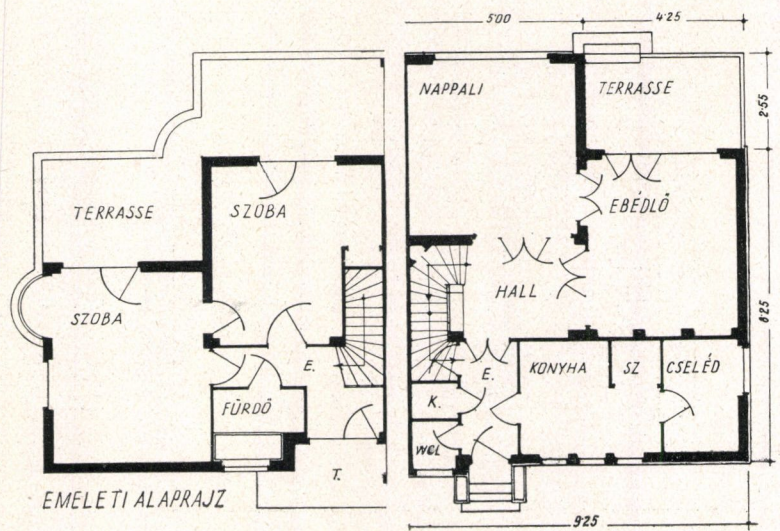 5·00
4·25
NAPPALI
TERRASSE
2·55
TERRASSE
SZOBA
EBÉDLŐ
SZOBA
HALL
8·25
E.
E.
KONYHA
SZ
CSELÉD
FÜRDŐ
K.
WCL
T.
EMELETI ALAPRAJZ
9·25